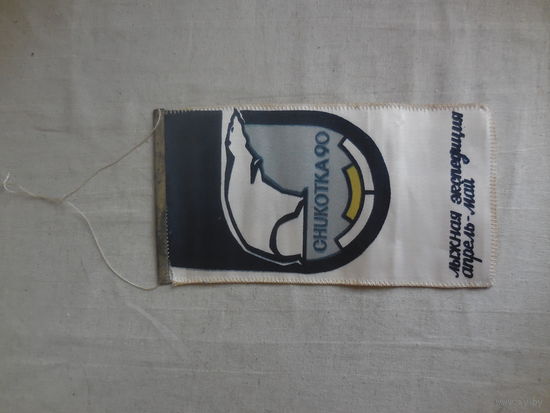 CHUKOTKA 90
лыжная экспедиция
апрель-май